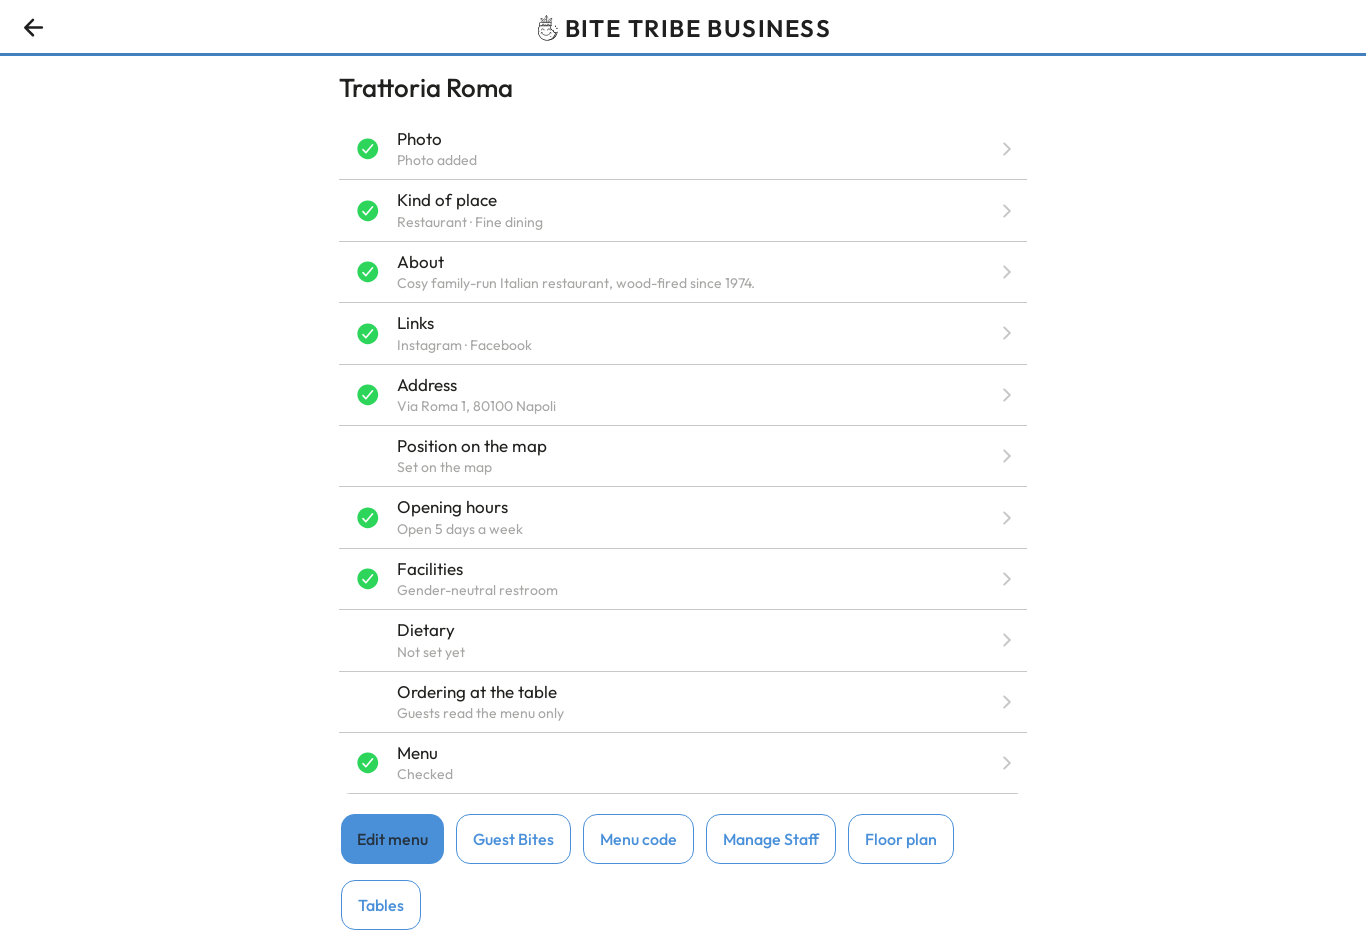 BITE TRIBE BUSINESS
Trattoria Roma
Photo
Photo added
Kind of place
Restaurant · Fine dining
About
Cosy family-run Italian restaurant, wood-fired since 1974.
Links
Instagram · Facebook
Address
Via Roma 1, 80100 Napoli
Position on the map
Set on the map
Opening hours
Open 5 days a week
Facilities
Gender-neutral restroom
Dietary
Not set yet
Ordering at the table
Guests read the menu only
Menu
Checked
Edit menu
Guest Bites
Menu code
Manage Staff
Floor plan
Tables